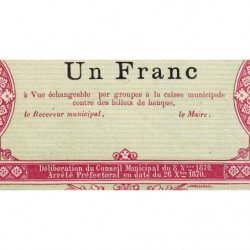 Un Franc
à Vue échangeable par groupes à la caisse municipale
contre des billets de banque,
le Receveur municipal, le Maire,
Délibération du Conseil Municipal du 8 Xbre 1870.
Arrêté Préfectoral en date du 26 Xbre 1870.